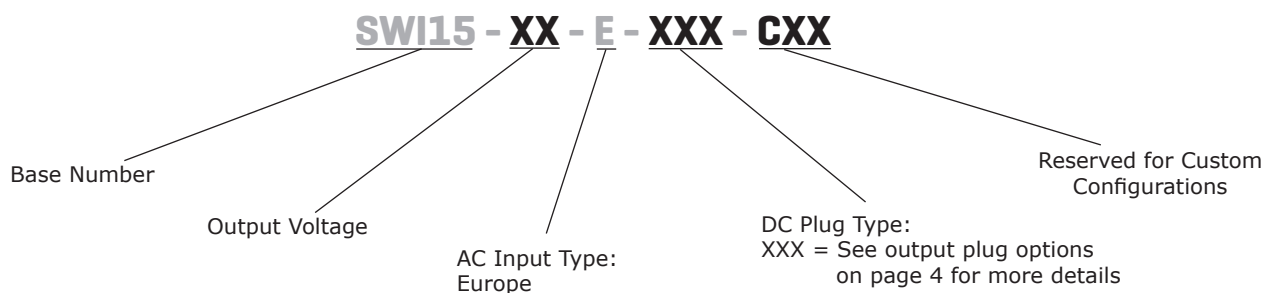 SWI15 - XX - E - XXX - CXX
Base Number
Output Voltage
AC Input Type:
Europe
DC Plug Type:
XXX = See output plug options
on page 4 for more details
Reserved for Custom
Configurations